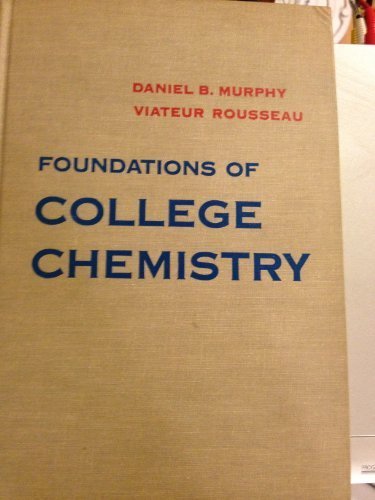 DANIEL B. MURPHY
VIATEUR ROUSSEAU
FOUNDATIONS OF
COLLEGE
CHEMISTRY